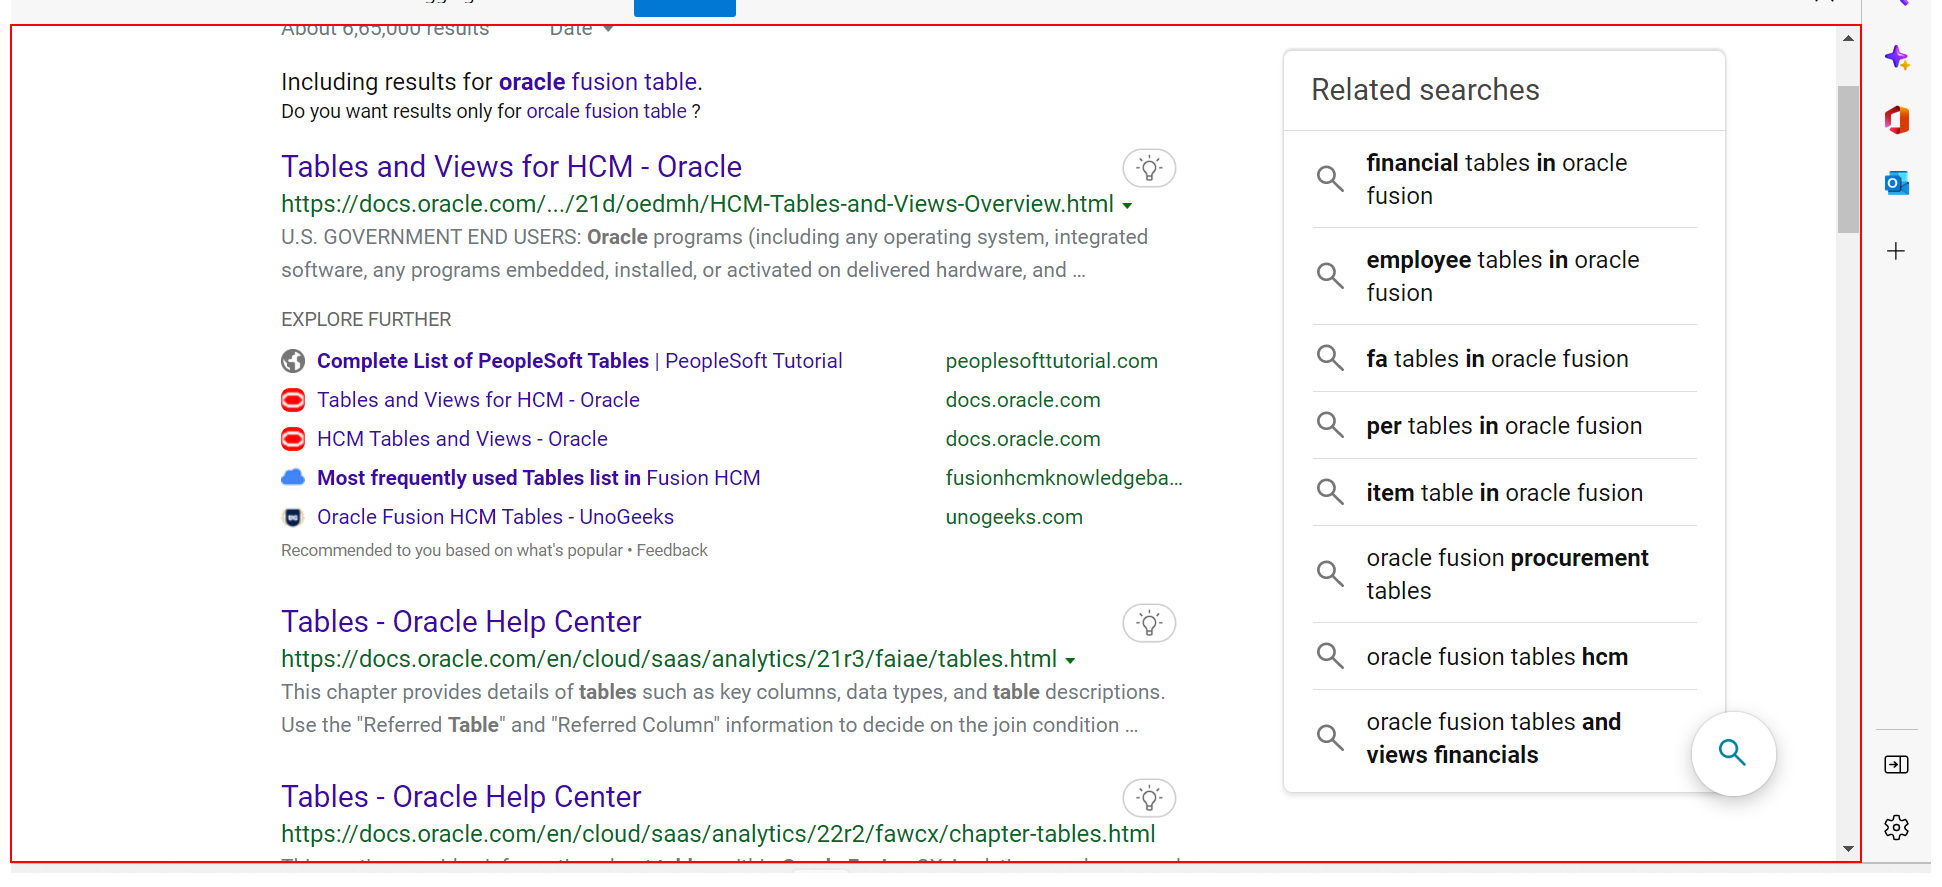 About 6,65,000 results Date
Including results for oracle fusion table.
Do you want results only for orcale fusion table ?
Tables and Views for HCM - Oracle
https://docs.oracle.com/.../21d/oedmh/HCM-Tables-and-Views-Overview.html
U.S. GOVERNMENT END USERS: Oracle programs (including any operating system, integrated
software, any programs embedded, installed, or activated on delivered hardware, and ...
EXPLORE FURTHER
Complete List of PeopleSoft Tables | PeopleSoft Tutorial peoplesofttutorial.com
Tables and Views for HCM - Oracle docs.oracle.com
HCM Tables and Views - Oracle docs.oracle.com
Most frequently used Tables list in Fusion HCM fusionhcmknowledgeba...
Oracle Fusion HCM Tables - UnoGeeks unogeeks.com
Recommended to you based on what's popular • Feedback
Tables - Oracle Help Center
https://docs.oracle.com/en/cloud/saas/analytics/21r3/faiae/tables.html
This chapter provides details of tables such as key columns, data types, and table descriptions.
Use the "Referred Table" and "Referred Column" information to decide on the join condition ...
Tables - Oracle Help Center
https://docs.oracle.com/en/cloud/saas/analytics/22r2/fawcx/chapter-tables.html
Related searches
financial tables in oracle
fusion
employee tables in oracle
fusion
fa tables in oracle fusion
per tables in oracle fusion
item table in oracle fusion
oracle fusion procurement
tables
oracle fusion tables hcm
oracle fusion tables and
views financials